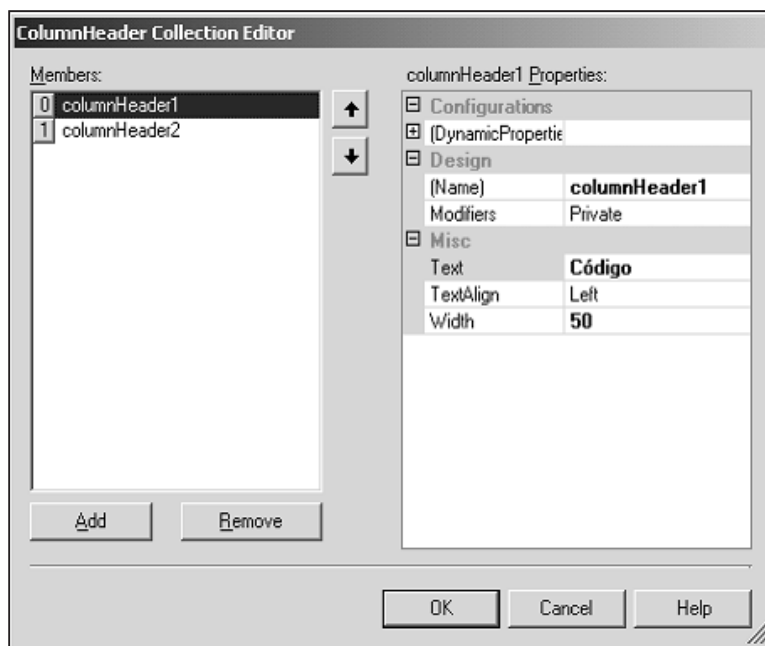 ColumnHeader Collection Editor
Members:
0 columnHeader1
1 columnHeader2
Add
Remove
columnHeader1 Properties:
Configurations
(DynamicPropertie
Design
(Name) columnHeader1
Modifiers Private
Misc
Text Código
TextAlign Left
Width 50
OK
Cancel
Help